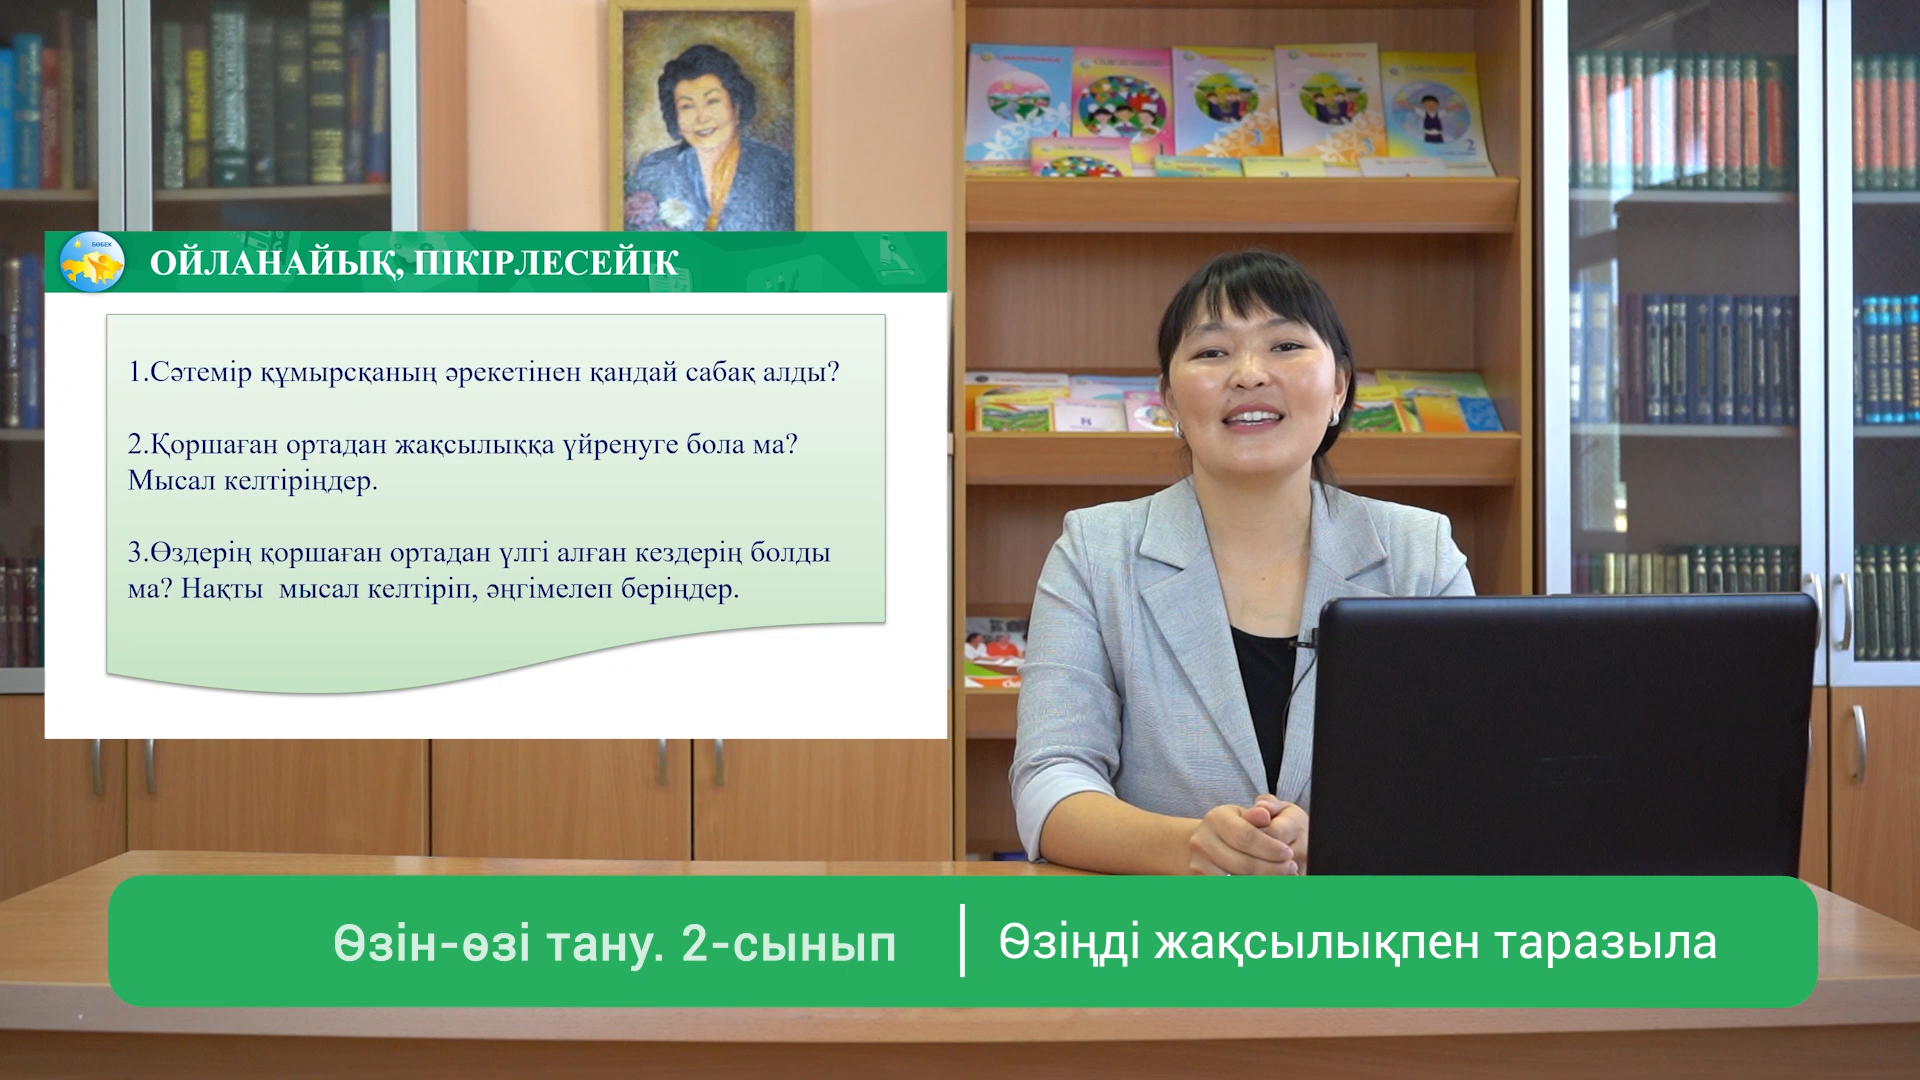 БӨБЕК
ОЙЛАНАЙЫҚ, ПІКІРЛЕСЕЙІК
1.Сәтемір құмырсқаның әрекетінен қандай сабақ алды?
2.Қоршаған ортадан жақсылыққа үйренуге бола ма?
Мысал келтіріңдер.
3.Өздерің қоршаған ортадан үлгі алған кездерің болды
ма? Нақты мысал келтіріп, әңгімелеп беріңдер.
Өзін-өзі тану. 2-сынып
Өзіңді жақсылықпен таразыла